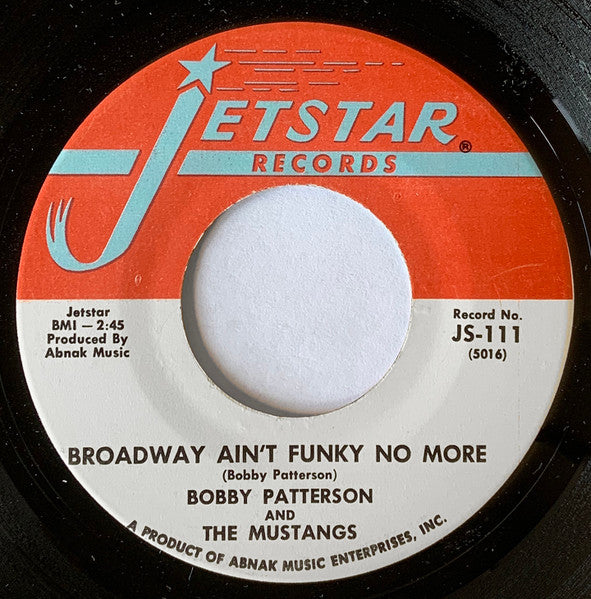 JETSTAR®
RECORDS
Jetstar
BMI — 2:45
Produced By
Abnak Music
Record No.
JS-111
(5016)
BROADWAY AIN'T FUNKY NO MORE
(Bobby Patterson)
BOBBY PATTERSON
AND
THE MUSTANGS
A PRODUCT OF ABNAK MUSIC ENTERPRISES, INC.